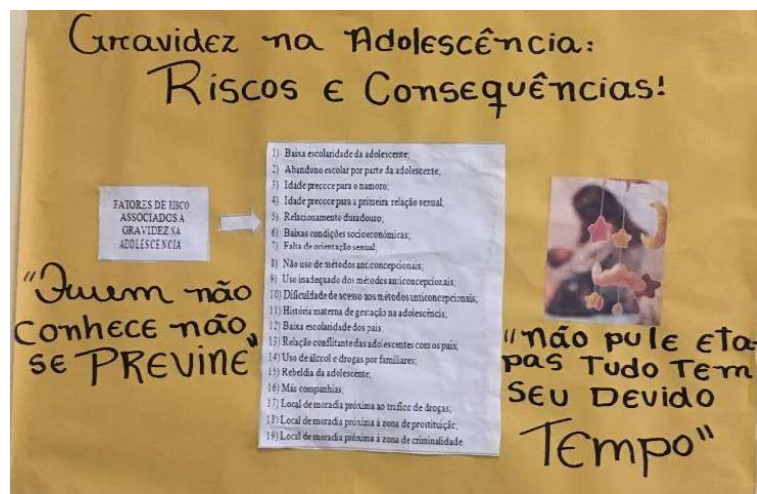 Gravidez na Adolescência:
Riscos e Consequências!
FATORES DE RISCO
ASSOCIADOS A
GRAVIDEZ NA
ADOLESCENCIA
1) Baixa escolaridade da adolescente;
2) Abandono escolar por parte da adolescente;
3) Idade precoce para o namoro;
4) Idade precoce para a primeira relação sexual;
5) Relacionamento duradouro;
6) Baixas condições socioeconômicas;
7) Falta de orientação sexual;
8) Não uso de métodos anticoncepcionais;
9) Uso inadequado dos métodos anticoncepcionais;
10) Dificuldade de acesso aos métodos anticoncepcionais;
11) História materna de gestação na adolescência;
12) Baixa escolaridade dos pais
13) Relação conflitante das adolescentes com os pais;
14) Uso de álcool e drogas por familiares;
15) Rebeldia da adolescente;
16) Más companhias;
17) Local de moradia próxima ao tráfico de drogas;
18) Local de moradia próxima à zona de prostituição;
19) Local de moradia próxima à zona de criminalidade
"Quem não
conhece não
se PREVINE"
"não pule eta-
pas Tudo Tem
SEU DEVIDO
TEMPO"